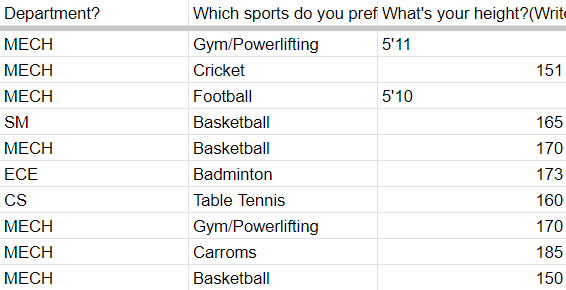 Department? Which sports do you pref What's your height?(Write
MECH Gym/Powerlifting 5'11
MECH Cricket 151
MECH Football 5'10
SM Basketball 165
MECH Basketball 170
ECE Badminton 173
CS Table Tennis 160
MECH Gym/Powerlifting 170
MECH Carroms 185
MECH Basketball 150